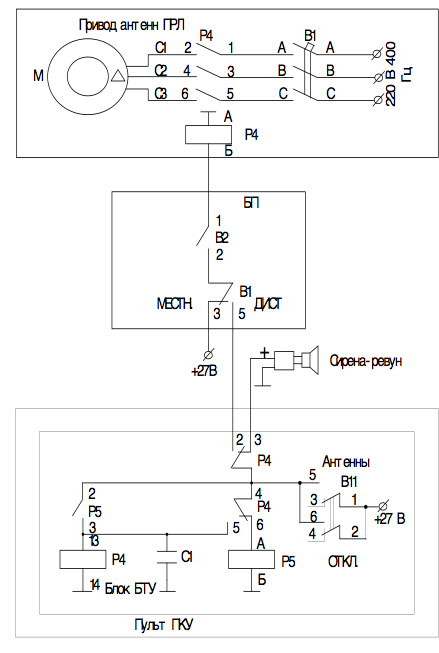 Привод антенн ПРЛ
С1 2 Р4 1 А В1 А
М С2 4 3 В В
С3 6 5 С С
220 В 400 Гц
А
Р4
Б
БП
1
В2
2
В1
МЕСТН. 3 5 ДИСТ
+27В
+ Сирена-ревун
2 3
Р4
Антенны
2 4 5 В11
Р5 Р4 3 1
3 5 6 6 +27 В
13 4 2
Р4 С1 А Р5 ОТКЛ.
14 Блок БТУ Б
Пульт ПКУ